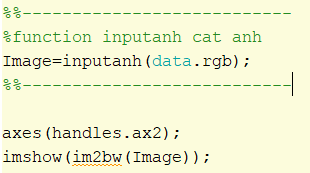 %%---------------------------
%function inputanh cat anh
Image=inputanh(data.rgb);
%%---------------------------
axes(handles.ax2);
imshow(im2bw(Image));